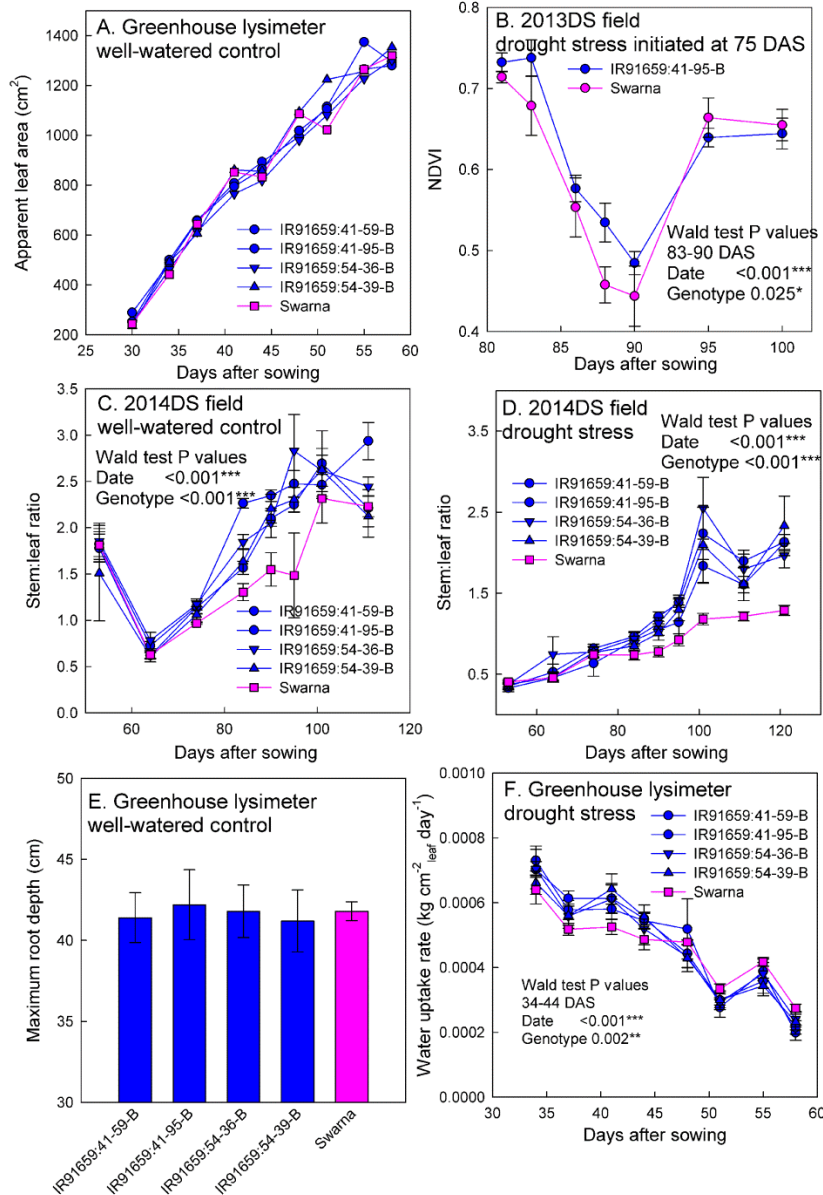 A. Greenhouse lysimeter
well-watered control
Apparent leaf area (cm²)
1400
1200
1000
800
600
400
200
IR91659:41-59-B
IR91659:41-95-B
IR91659:54-36-B
IR91659:54-39-B
Swarna
25 30 35 40 45 50 55 60
Days after sowing
B. 2013DS field
drought stress initiated at 75 DAS
IR91659:41-95-B
Swarna
NDVI
0.7
0.6
0.5
0.4
Wald test P values
83-90 DAS
Date <0.001***
Genotype 0.025*
80 85 90 95 100
Days after sowing
C. 2014DS field
well-watered control
Wald test P values
Date <0.001***
Genotype <0.001***
Stem:leaf ratio
3.5
3.0
2.5
2.0
1.5
1.0
0.5
0.0
IR91659:41-59-B
IR91659:41-95-B
IR91659:54-36-B
IR91659:54-39-B
Swarna
60 80 100 120
Days after sowing
D. 2014DS field
drought stress
Wald test P values
Date <0.001***
Genotype <0.001***
IR91659:41-59-B
IR91659:41-95-B
IR91659:54-36-B
IR91659:54-39-B
Swarna
Stem:leaf ratio
3.5
2.5
1.5
0.5
60 80 100 120
Days after sowing
E. Greenhouse lysimeter
well-watered control
Maximum root depth (cm)
50
45
40
35
30
IR91659:41-59-B
IR91659:41-95-B
IR91659:54-36-B
IR91659:54-39-B
Swarna
F. Greenhouse lysimeter
drought stress
IR91659:41-59-B
IR91659:41-95-B
IR91659:54-36-B
IR91659:54-39-B
Swarna
Water uptake rate (kg cm⁻² leaf day⁻¹)
0.0010
0.0008
0.0006
0.0004
0.0002
0.0000
Wald test P values
34-44 DAS
Date <0.001***
Genotype 0.002**
30 35 40 45 50 55 60
Days after sowing